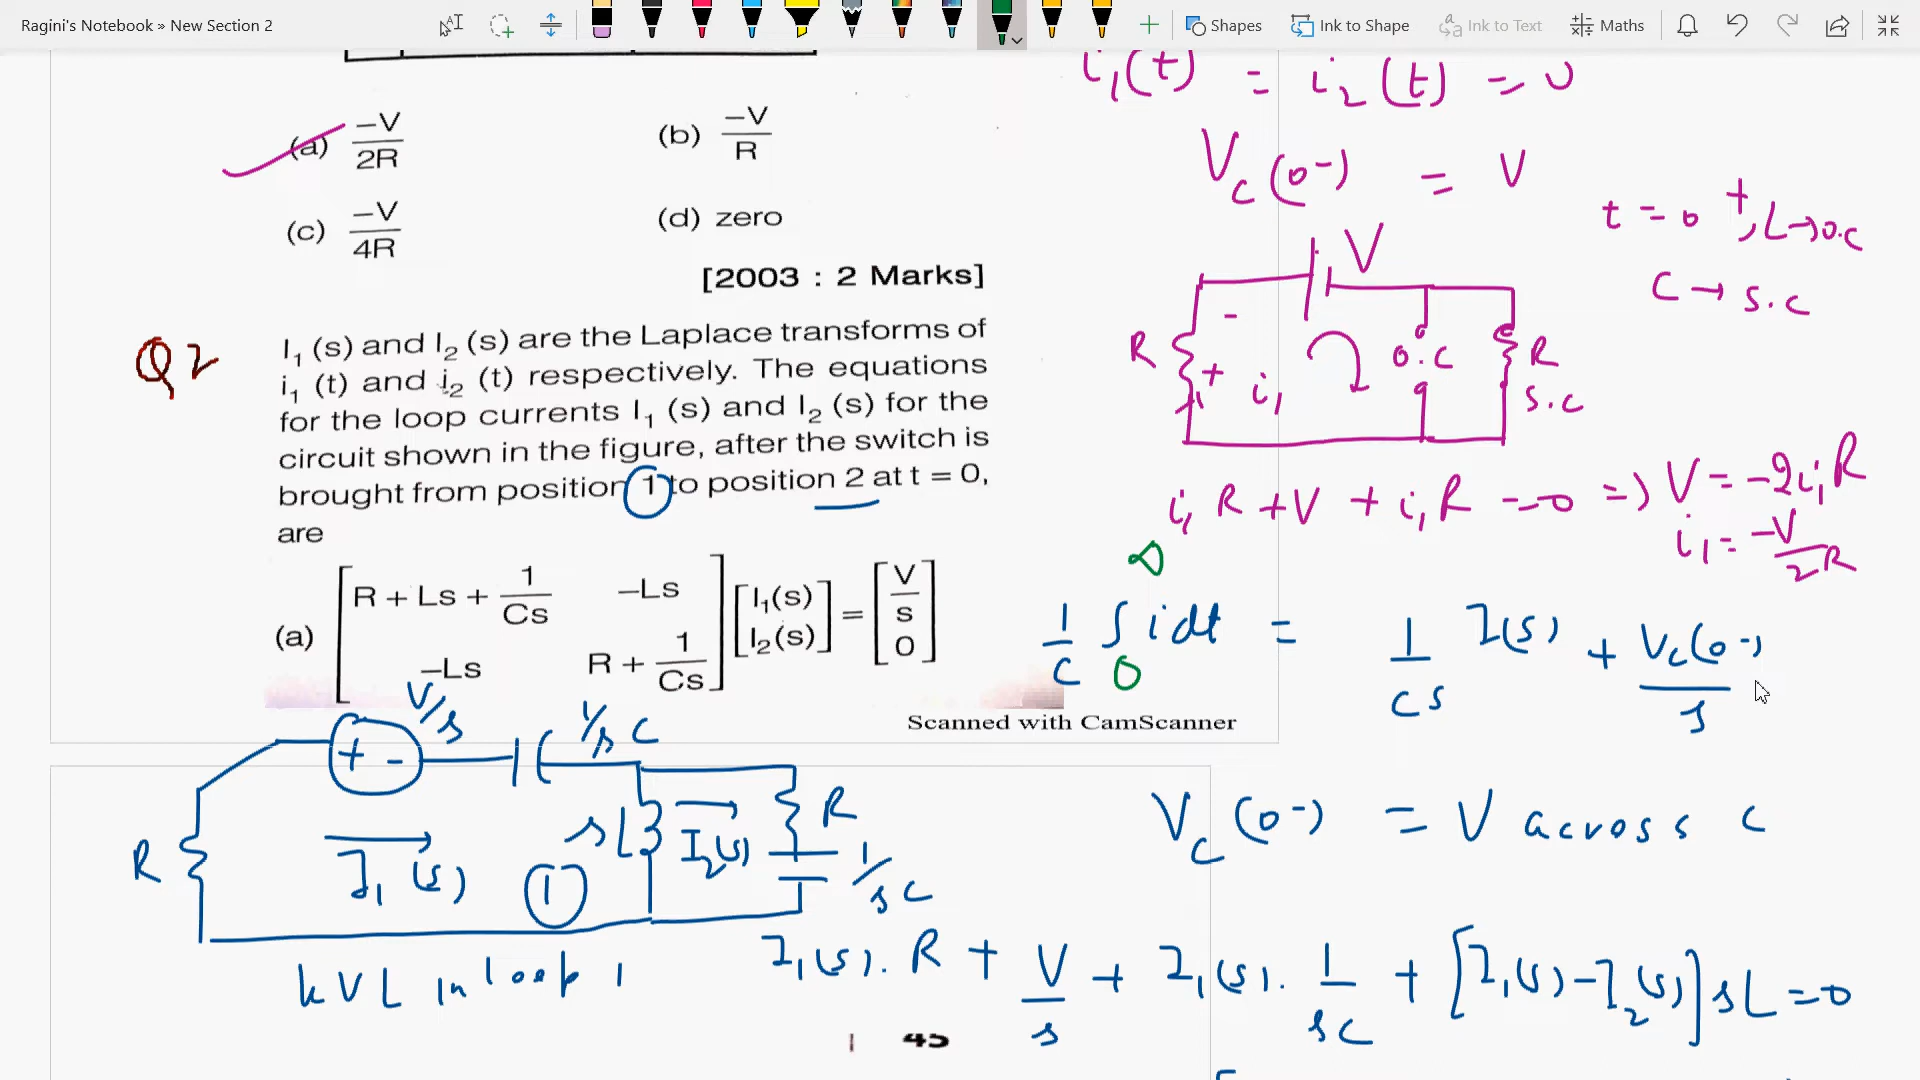 Ragini's Notebook » New Section 2
Shapes
Ink to Shape
Ink to Text
Maths
(a) -V/2R
(b) -V/R
(c) -V/4R
(d) zero
[2003 : 2 Marks]
Q2
I₁ (s) and I₂ (s) are the Laplace transforms of
i₁ (t) and i₂ (t) respectively. The equations
for the loop currents I₁ (s) and I₂ (s) for the
circuit shown in the figure, after the switch is
brought from position 1 to position 2 at t = 0,
are
(a) [R + Ls + 1/Cs   -Ls; -Ls   R + 1/Cs] [I₁(s); I₂(s)] = [V/s; 0]
Scanned with CamScanner
i₁(t) = i₂(t) = 0
Vc(0-) = V
t = 0+, L→o.c
C → s.c
V
R
-
+
i₁
o.c
R
s.c
i₁R + V + i₁R = 0 => V = -2i₁R
i₁ = -V/2R
1/C ∫₀^∞ i dt = 1/CS I(s) + Vc(0-)/s
Vc(0-) = V across C
V/s
1/sC
+ -
R
I₁(s)
1
sL
I₂(s)
R
1/sC
KVL in loop 1
I₁(s).R + V/s + I₁(s).1/sC + [I₁(s)-I₂(s)]sL=0
45